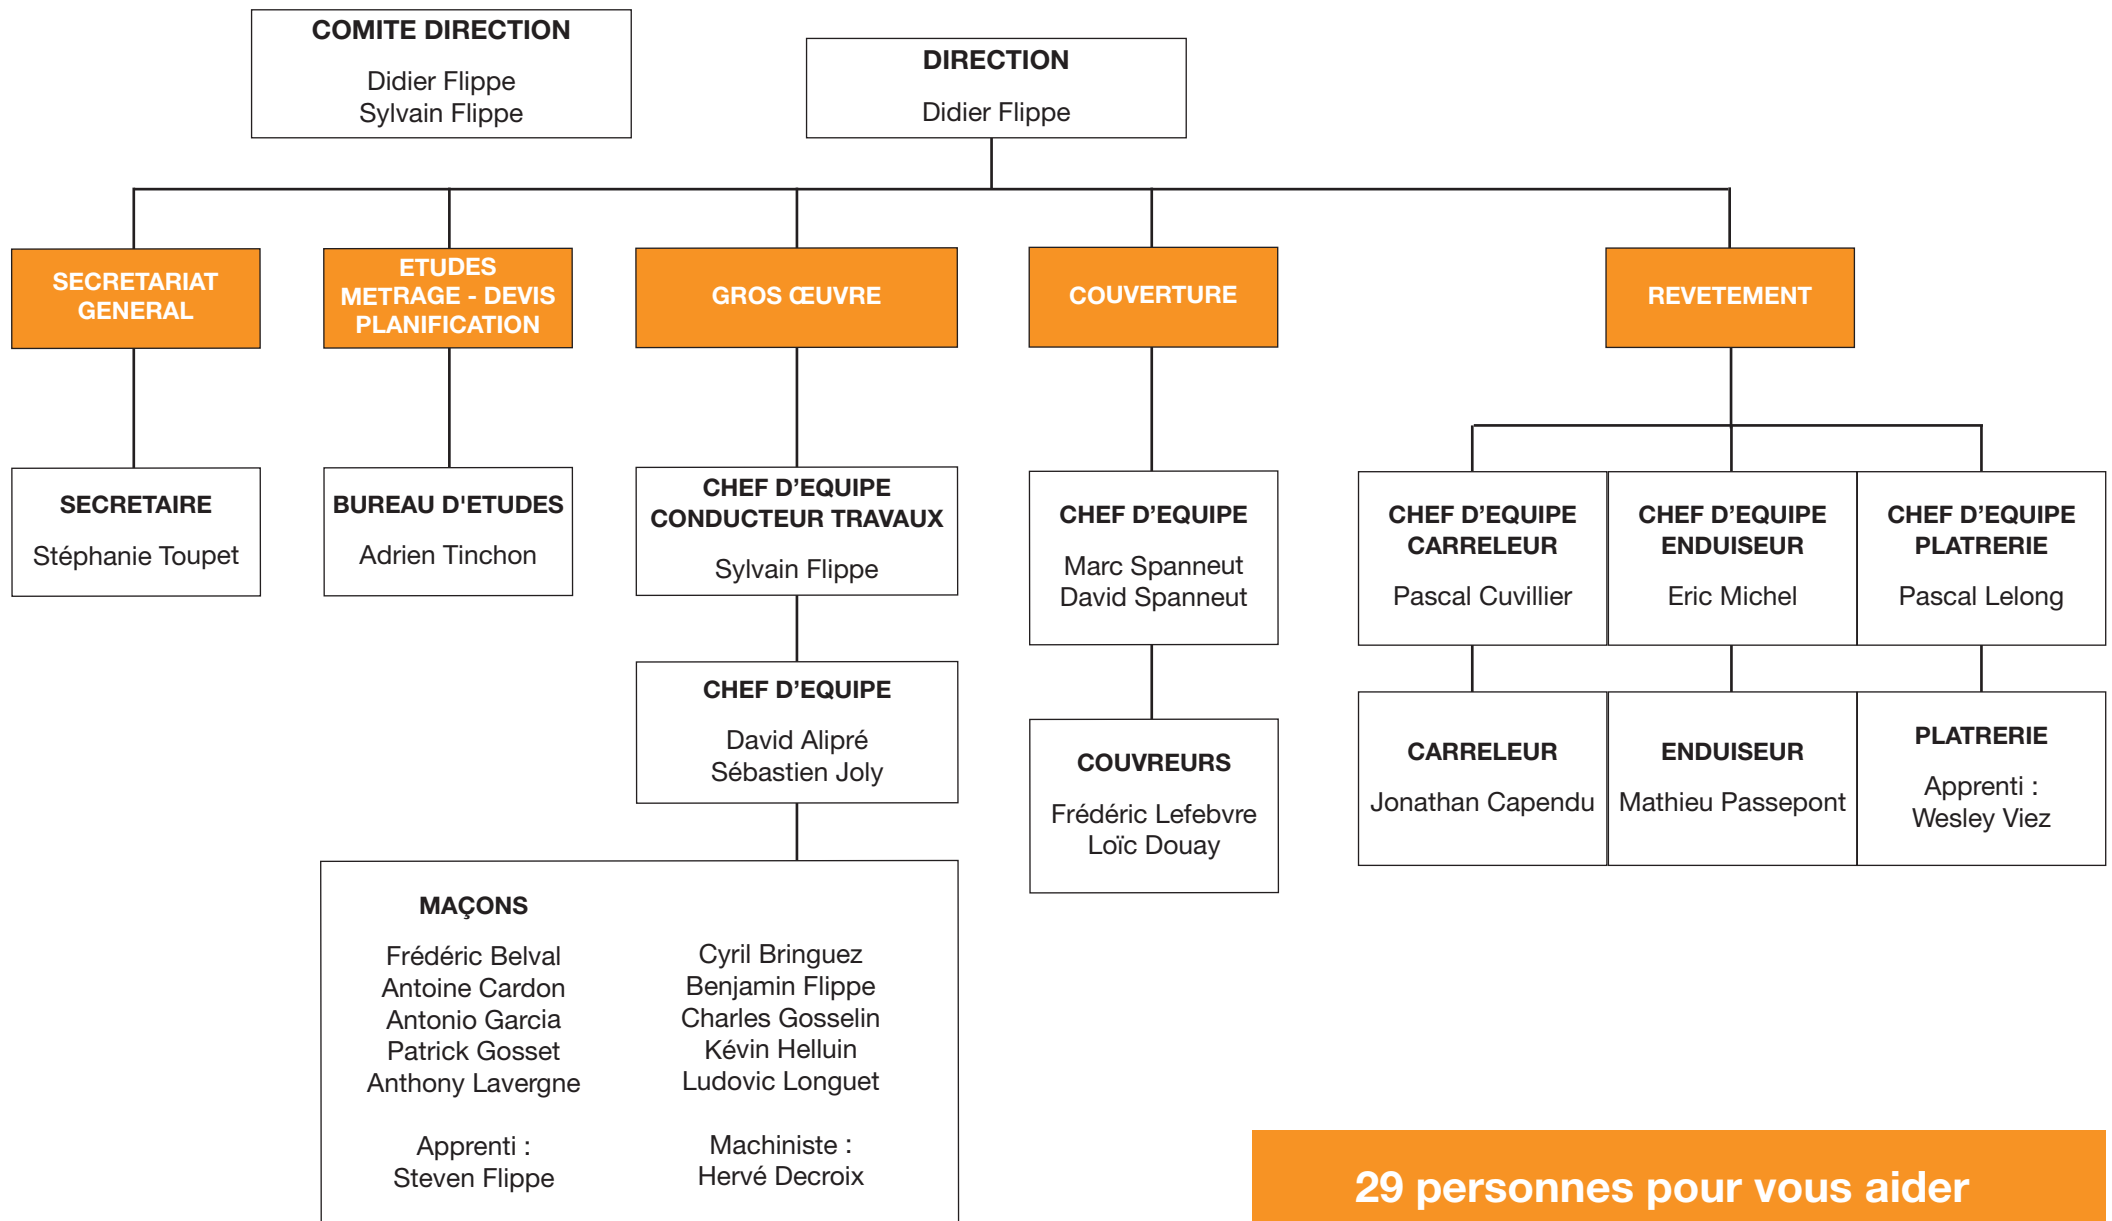 COMITE DIRECTION
Didier Flippe
Sylvain Flippe
DIRECTION
Didier Flippe
SECRETARIAT
GENERAL
ETUDES
METRAGE - DEVIS
PLANIFICATION
GROS ŒUVRE
COUVERTURE
REVETEMENT
SECRETAIRE
Stéphanie Toupet
BUREAU D'ETUDES
Adrien Tinchon
CHEF D’EQUIPE
CONDUCTEUR TRAVAUX
Sylvain Flippe
CHEF D’EQUIPE
Marc Spanneut
David Spanneut
CHEF D’EQUIPE
CARRELEUR
Pascal Cuvillier
CHEF D’EQUIPE
ENDUISEUR
Eric Michel
CHEF D’EQUIPE
PLATRERIE
Pascal Lelong
CHEF D’EQUIPE
David Alipré
Sébastien Joly
COUVREURS
Frédéric Lefebvre
Loïc Douay
CARRELEUR
Jonathan Capendu
ENDUISEUR
Mathieu Passepont
PLATRERIE
Apprenti :
Wesley Viez
MAÇONS
Frédéric Belval
Antoine Cardon
Antonio Garcia
Patrick Gosset
Anthony Lavergne
Apprenti :
Steven Flippe
Cyril Bringuez
Benjamin Flippe
Charles Gosselin
Kévin Helluin
Ludovic Longuet
Machiniste :
Hervé Decroix
29 personnes pour vous aider